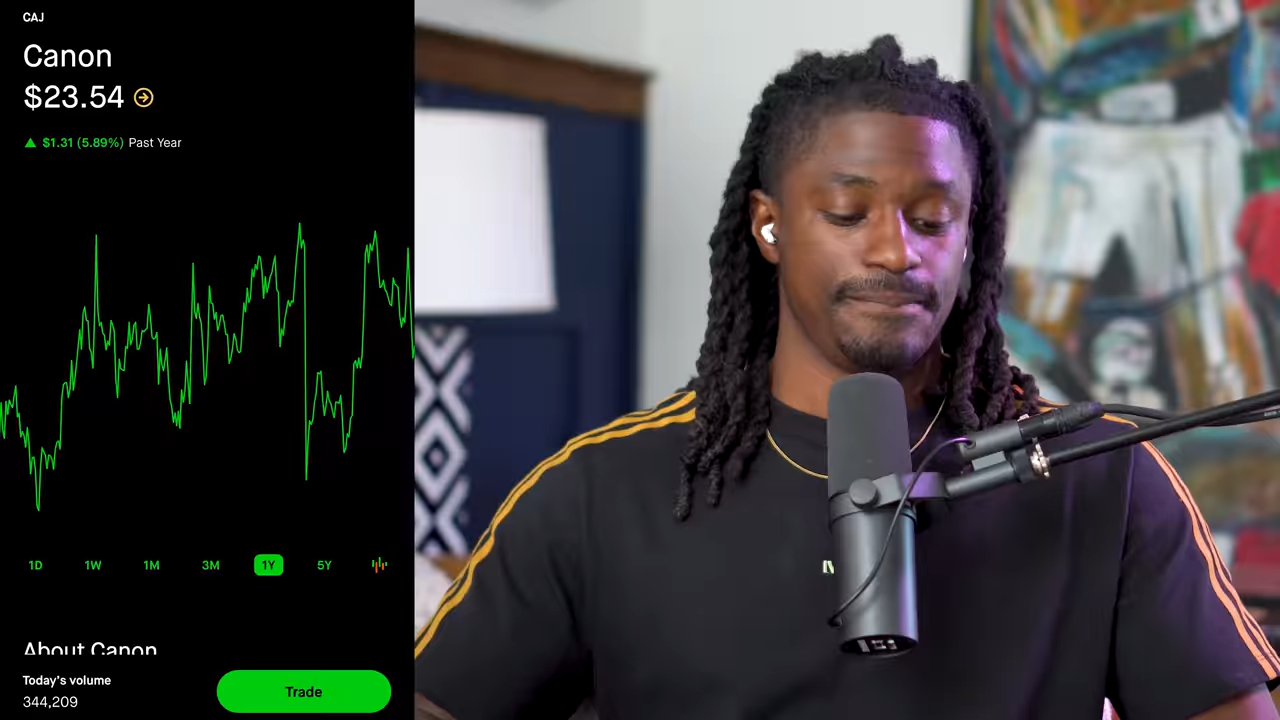 CAJ
Canon
$23.54
$1.31 (5.89%) Past Year
1D 1W 1M 3M 1Y 5Y
About Canon
Today's volume
344,209
Trade